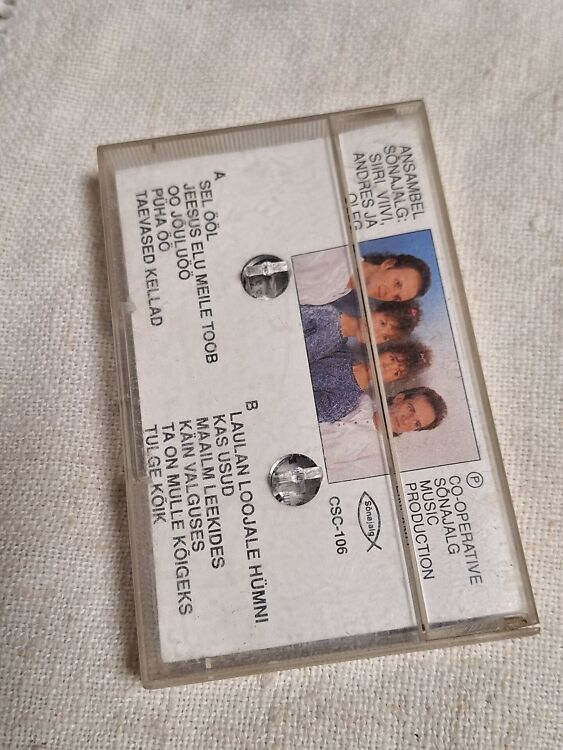 ANSAMBEL
SÕNAJALG:
SIIRI, VIIVI,
ANDRES JA
OLEG
Ⓟ
CO-OPERATIVE
SÕNAJALG
MUSIC
PRODUCTION
Sõnajalg
CSC-106
A
SEL ÖÖL
JEESUS ELU MEILE TOOB
OO JÕULUÖÖ
PÜHA ÖÖ
TAEVASED KELLAD
B
LAULAN LOOJALE HÜMNI
KAS USUD
MAAILM LEEKIDES
KÄIN VALGUSES
TA ON MULLE KÕIGEKS
TULGE KÕIK